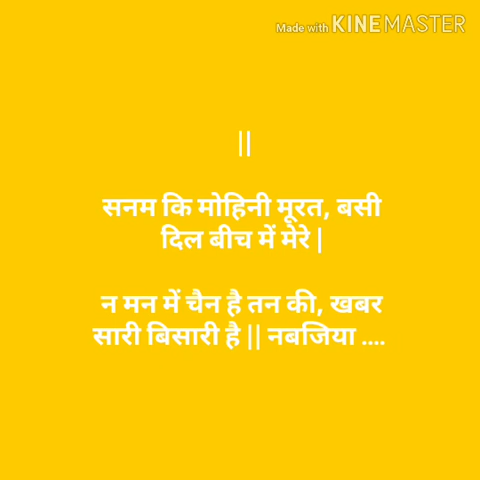 Made with KINEMASTER
||
सनम कि मोहिनी मूरत, बसी
दिल बीच में मेरे |
न मन में चैन है तन की, खबर
सारी बिसारी है || नबजिया ....